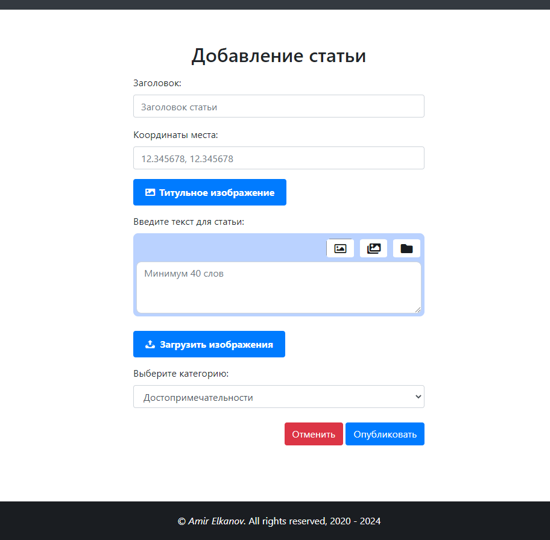 Добавление статьи
Заголовок:
Заголовок статьи
Координаты места:
12.345678, 12.345678
Титульное изображение
Введите текст для статьи:
Минимум 40 слов
Загрузить изображения
Выберите категорию:
Достопримечательности
Отменить Опубликовать
© Amir Elkanov. All rights reserved, 2020 - 2024